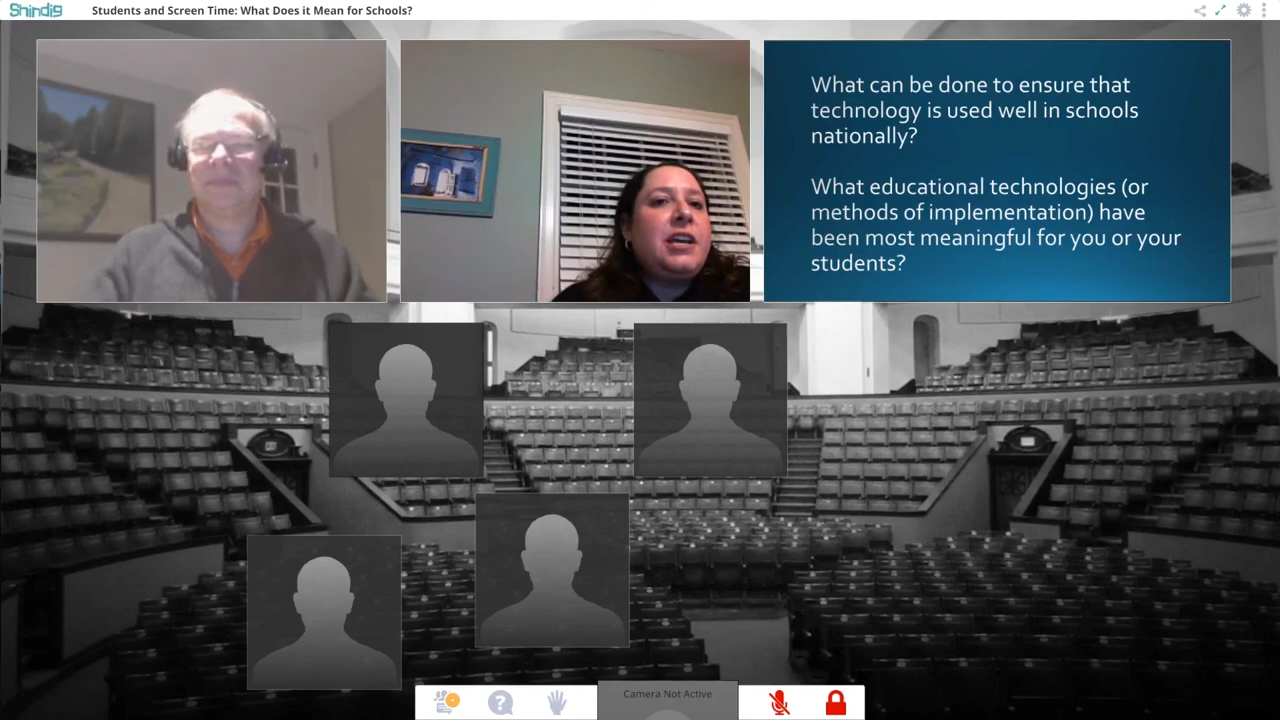 Shindig
Students and Screen Time: What Does it Mean for Schools?
What can be done to ensure that
technology is used well in schools
nationally?
What educational technologies (or
methods of implementation) have
been most meaningful for you or your
students?
Camera Not Active